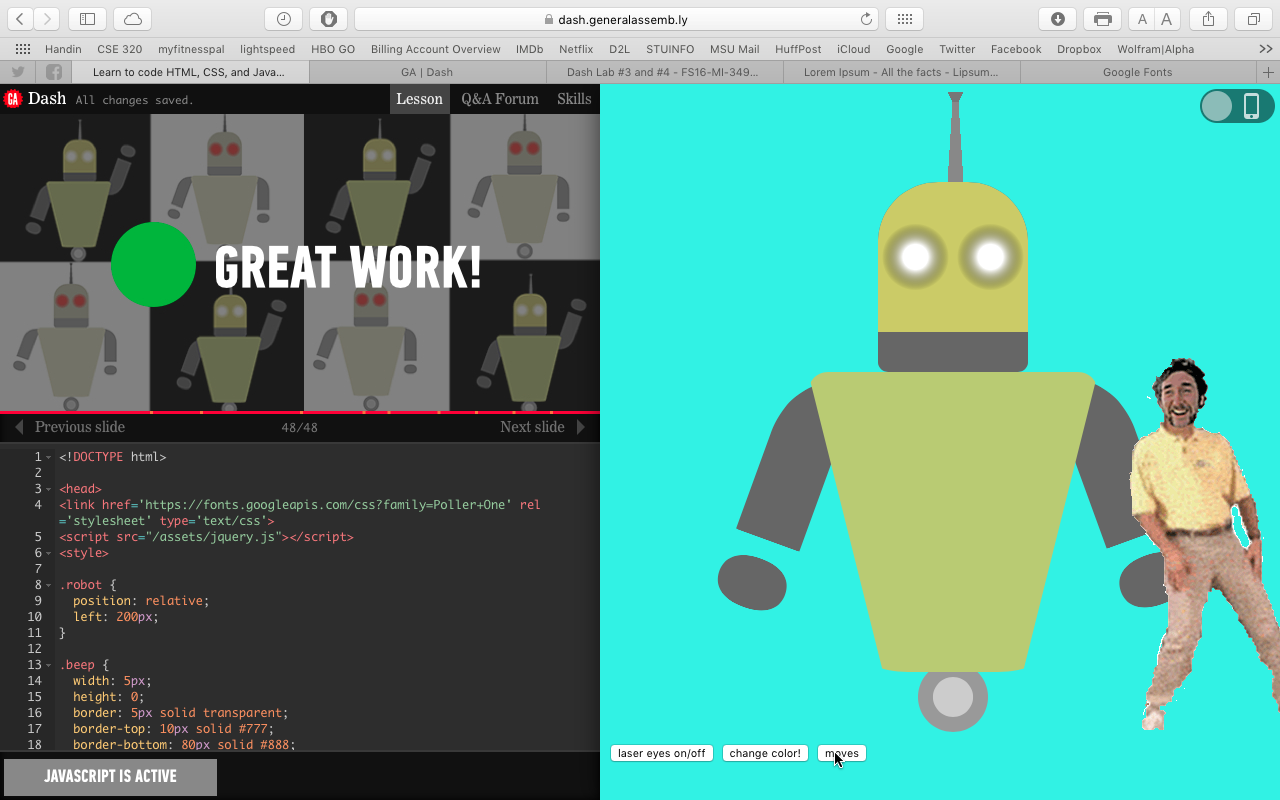 dash.generalassemb.ly
A A
Handin CSE 320 myfitnesspal lightspeed HBO GO Billing Account Overview IMDb Netflix D2L STUINFO MSU Mail HuffPost iCloud Google Twitter Facebook Dropbox Wolfram|Alpha >>
Learn to code HTML, CSS, and Java... GA | Dash Dash Lab #3 and #4 - FS16-MI-349... Lorem Ipsum - All the facts - Lipsum... Google Fonts +
GA Dash All changes saved. Lesson Q&A Forum Skills
GREAT WORK!
Previous slide 48/48 Next slide
1 <!DOCTYPE html>
2
3 <head>
4 <link href='https://fonts.googleapis.com/css?family=Poller+One' rel
='stylesheet' type='text/css'>
5 <script src="/assets/jquery.js"></script>
6 <style>
7
8 .robot {
9 position: relative;
10 left: 200px;
11 }
12
13 .beep {
14 width: 5px;
15 height: 0;
16 border: 5px solid transparent;
17 border-top: 10px solid #777;
18 border-bottom: 80px solid #888;
laser eyes on/off change color! moves
JAVASCRIPT IS ACTIVE